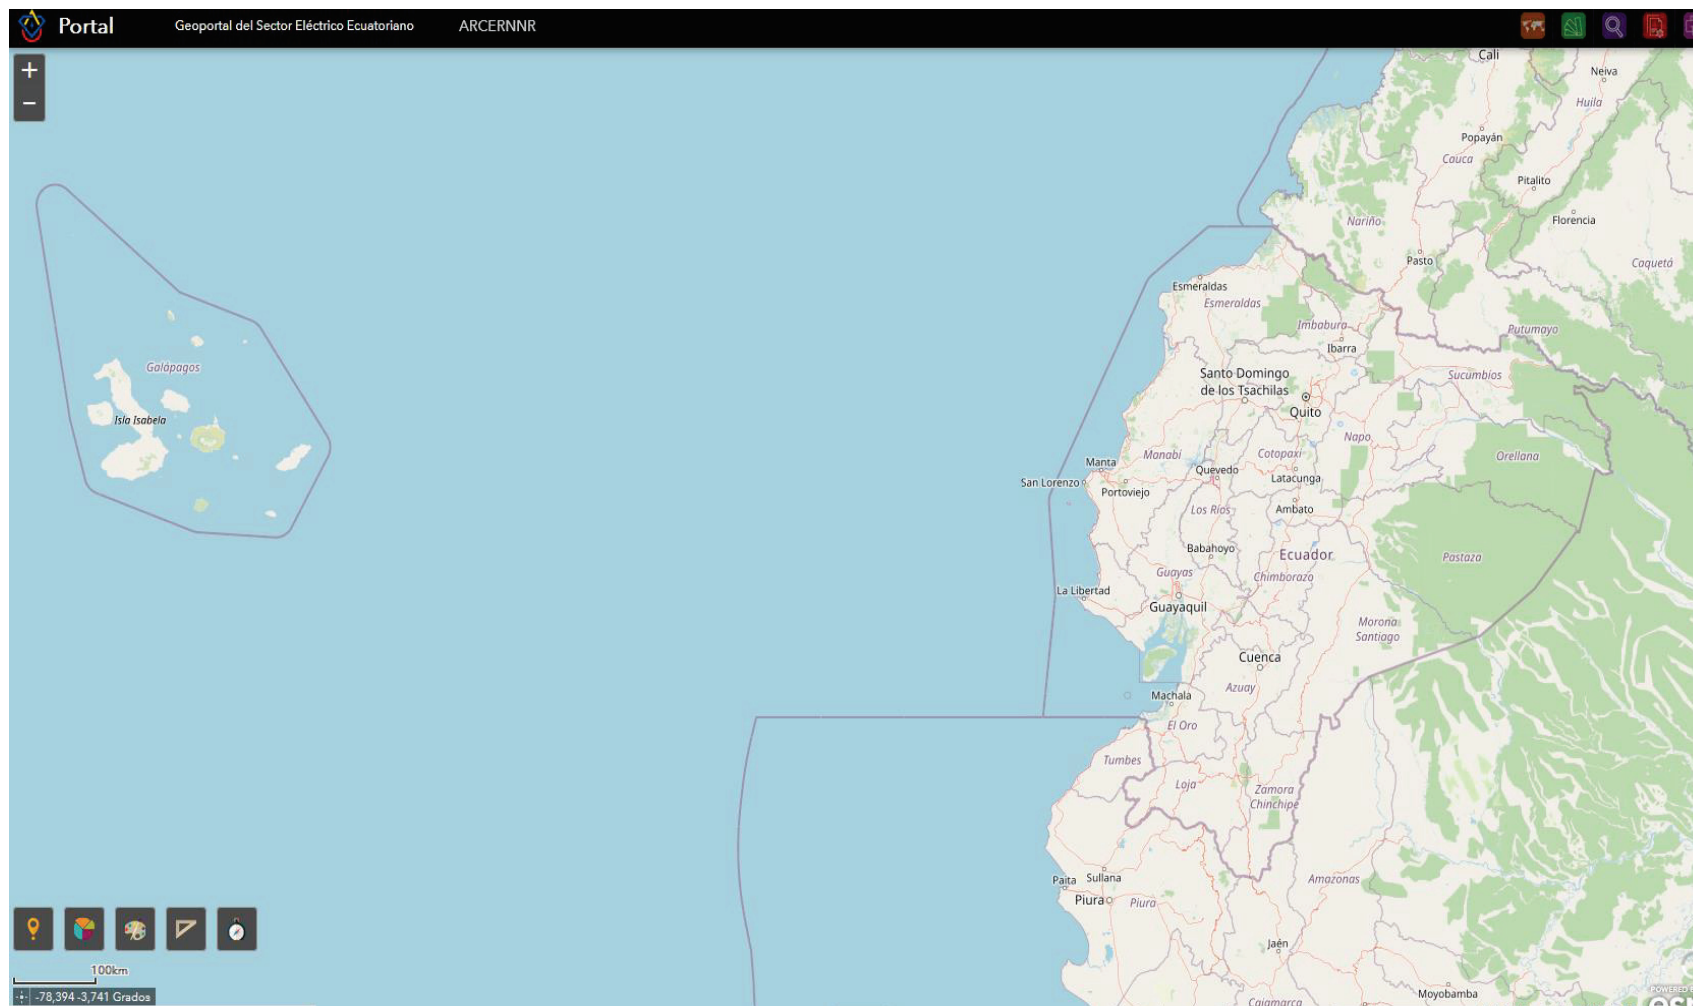 Portal
Geoportal del Sector Eléctrico Ecuatoriano
ARCERNNR
+
−
Cali
Neiva
Huila
Popayán
Cauca
Pitalito
Florencia
Nariño
Pasto
Caquetá
Esmeraldas
Esmeraldas
Imbabura
Putumayo
Ibarra
Galápagos
Santo Domingo
de los Tsachilas
Sucumbios
Quito
Isla Isabela
Napo
Manta
Manabí
Cotopaxi
Orellana
Quevedo
San Lorenzo
Latacunga
Portoviejo
Los Ríos
Ambato
Babahoyo
Ecuador
Pastaza
Guayas
Chimborazo
La Libertad
Guayaquil
Morona
Santiago
Cuenca
Azuay
Machala
El Oro
Tumbes
Loja
Zamora
Chinchipe
Paita
Sullana
Amazonas
Piura
Piura
Jaén
100km
Moyobamba
-78,394 -3,741 Grados
Cajamarca
POWERED